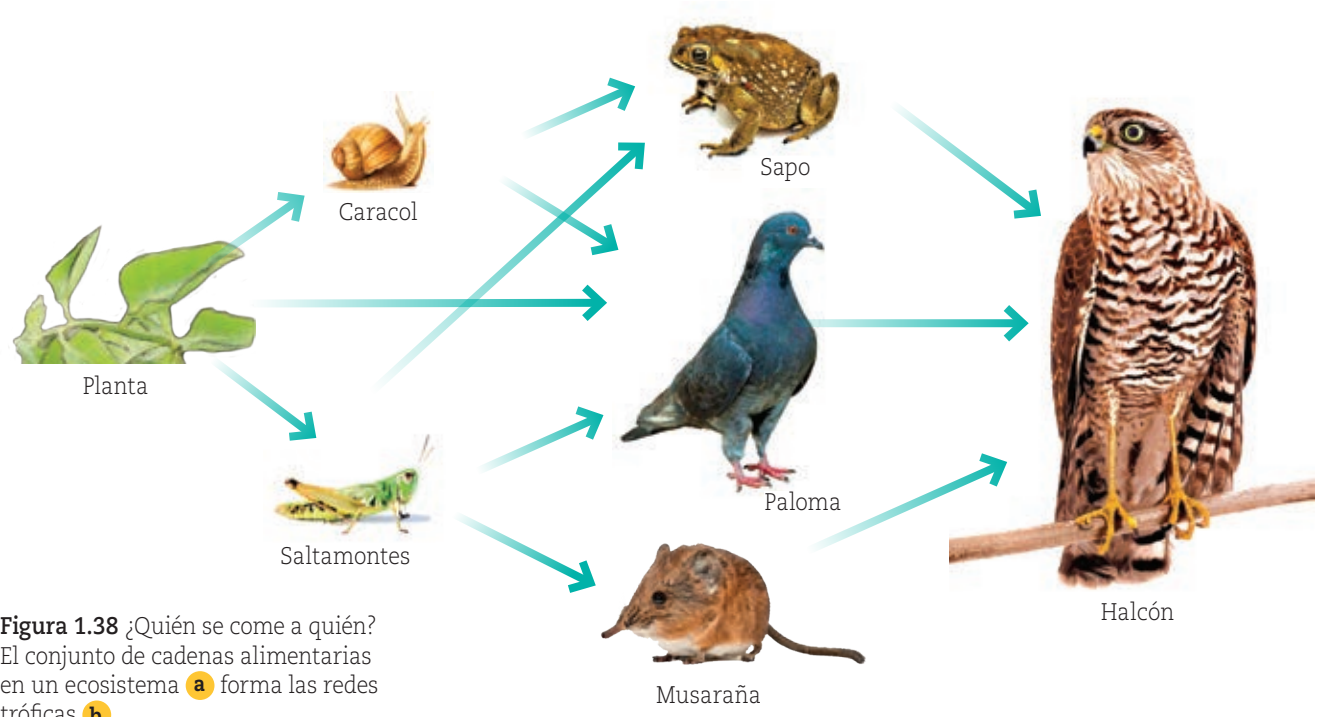 Sapo
Caracol
Planta
Paloma
Saltamontes
Halcón
Musaraña
Figura 1.38 ¿Quién se come a quién?
El conjunto de cadenas alimentarias
en un ecosistema a forma las redes
tróficas b